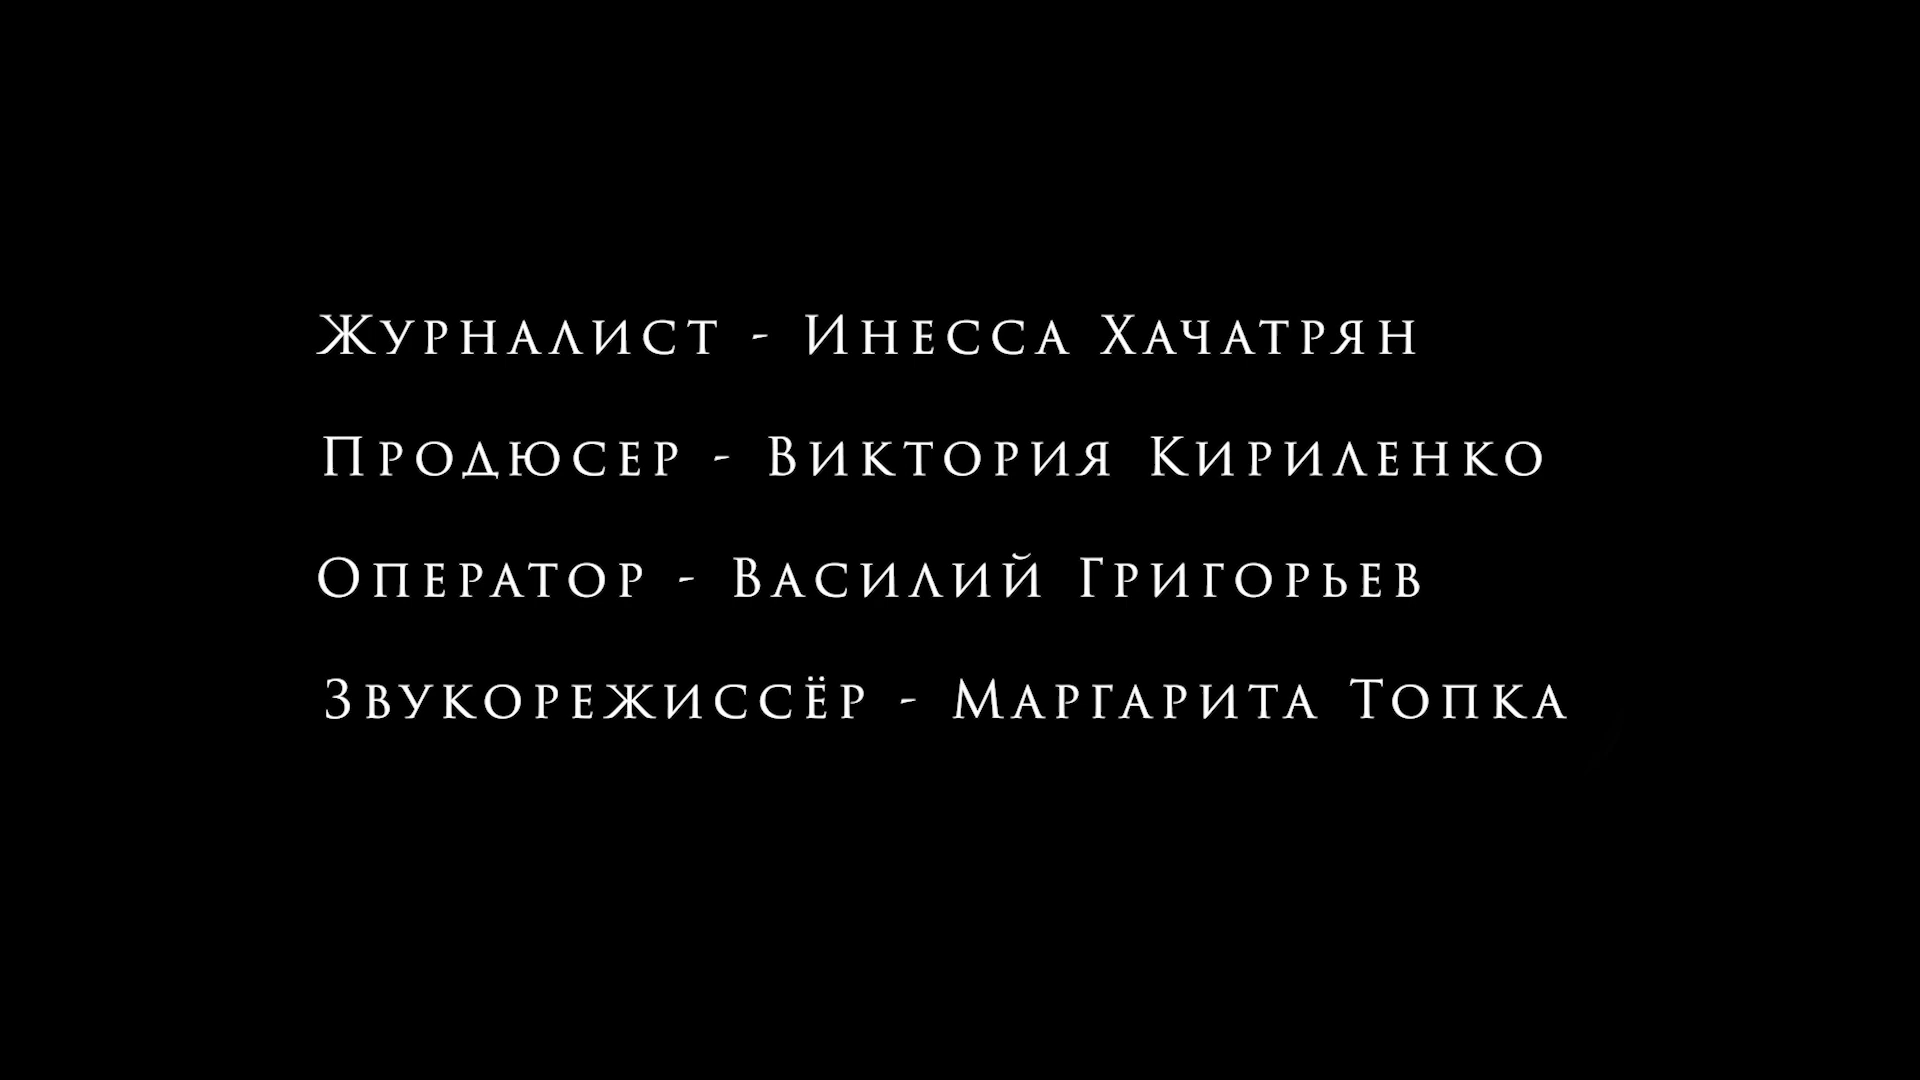 Журналист - Инесса Хачатрян
Продюсер - Виктория Кириленко
Оператор - Василий Григорьев
Звукорежиссёр - Маргарита Топка